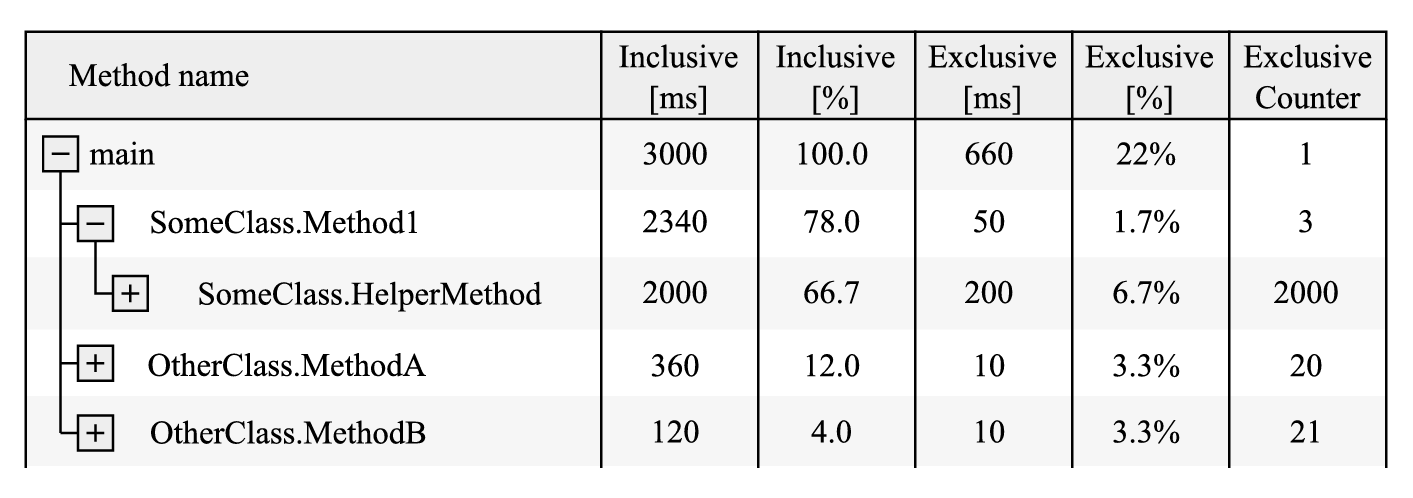 Method name Inclusive [ms] Inclusive [%] Exclusive [ms] Exclusive [%] Exclusive Counter
− main 3000 100.0 660 22% 1
− SomeClass.Method1 2340 78.0 50 1.7% 3
+ SomeClass.HelperMethod 2000 66.7 200 6.7% 2000
+ OtherClass.MethodA 360 12.0 10 3.3% 20
+ OtherClass.MethodB 120 4.0 10 3.3% 21